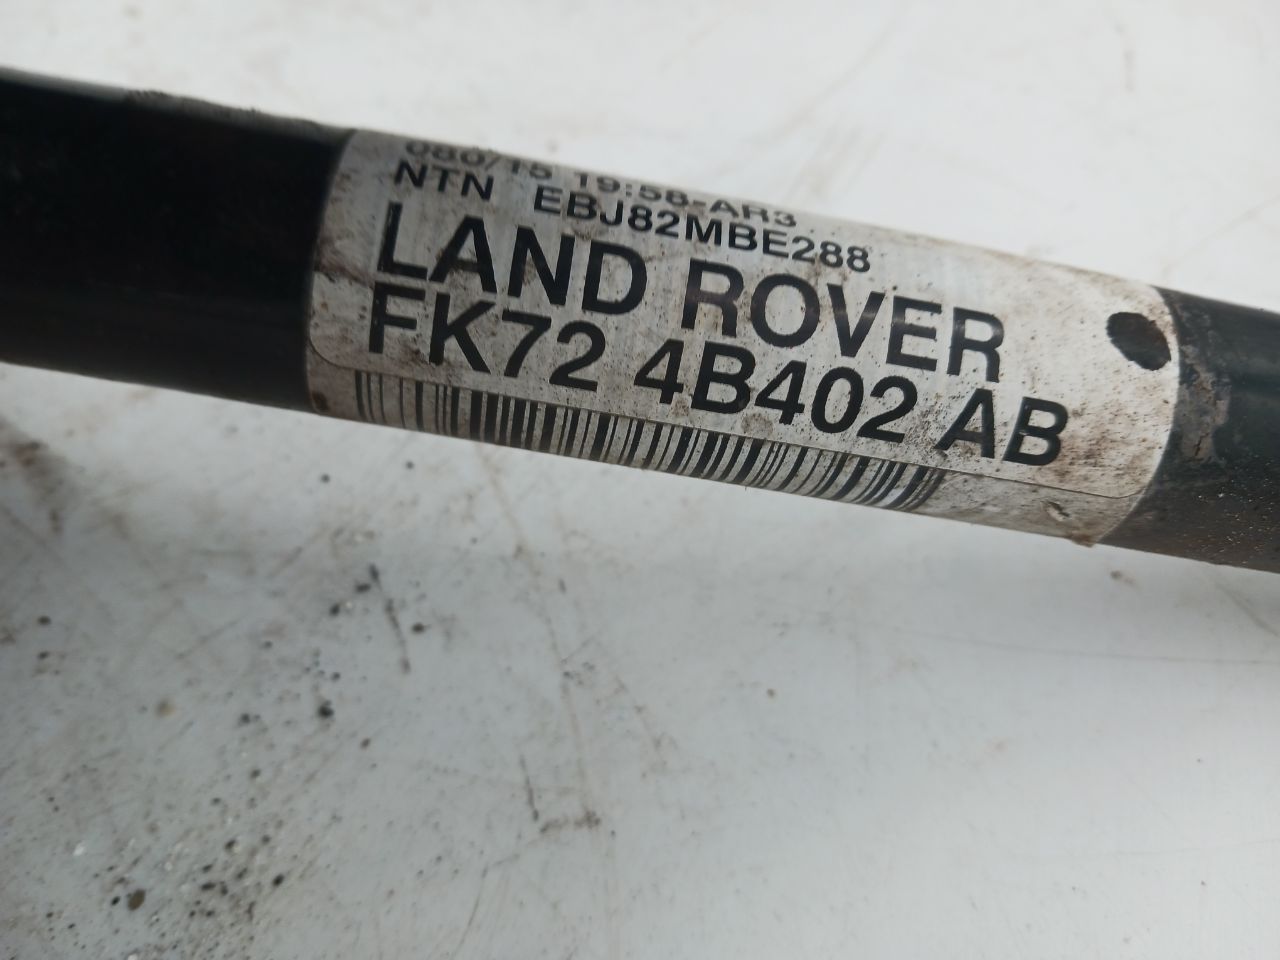 080/15 19:58-AR3
NTN EBJ82MBE288
LAND ROVER
FK72 4B402 AB